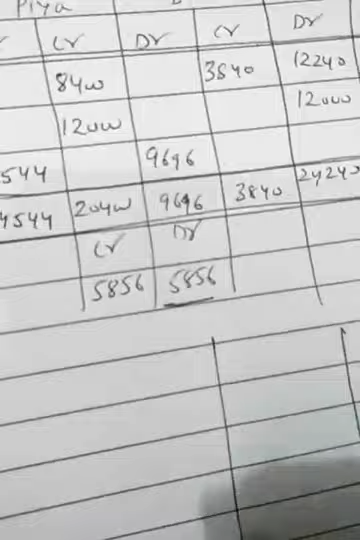 Piya
Cr Dr Cr Dr
8400 3840 12240
12000 12000
544 9696
4544 20400 9696 3840 24240
Cr Dr
5856 5856